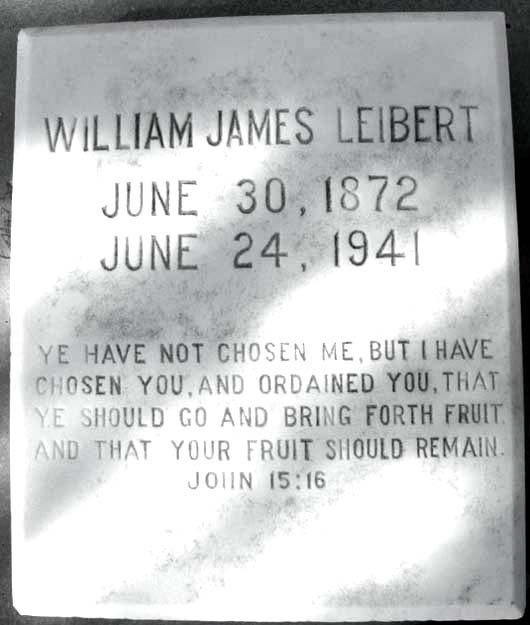 WILLIAM JAMES LEIBERT
JUNE 30, 1872
JUNE 24, 1941
YE HAVE NOT CHOSEN ME, BUT I HAVE
CHOSEN YOU, AND ORDAINED YOU, THAT
YE SHOULD GO AND BRING FORTH FRUIT,
AND THAT YOUR FRUIT SHOULD REMAIN.
JOHN 15:16